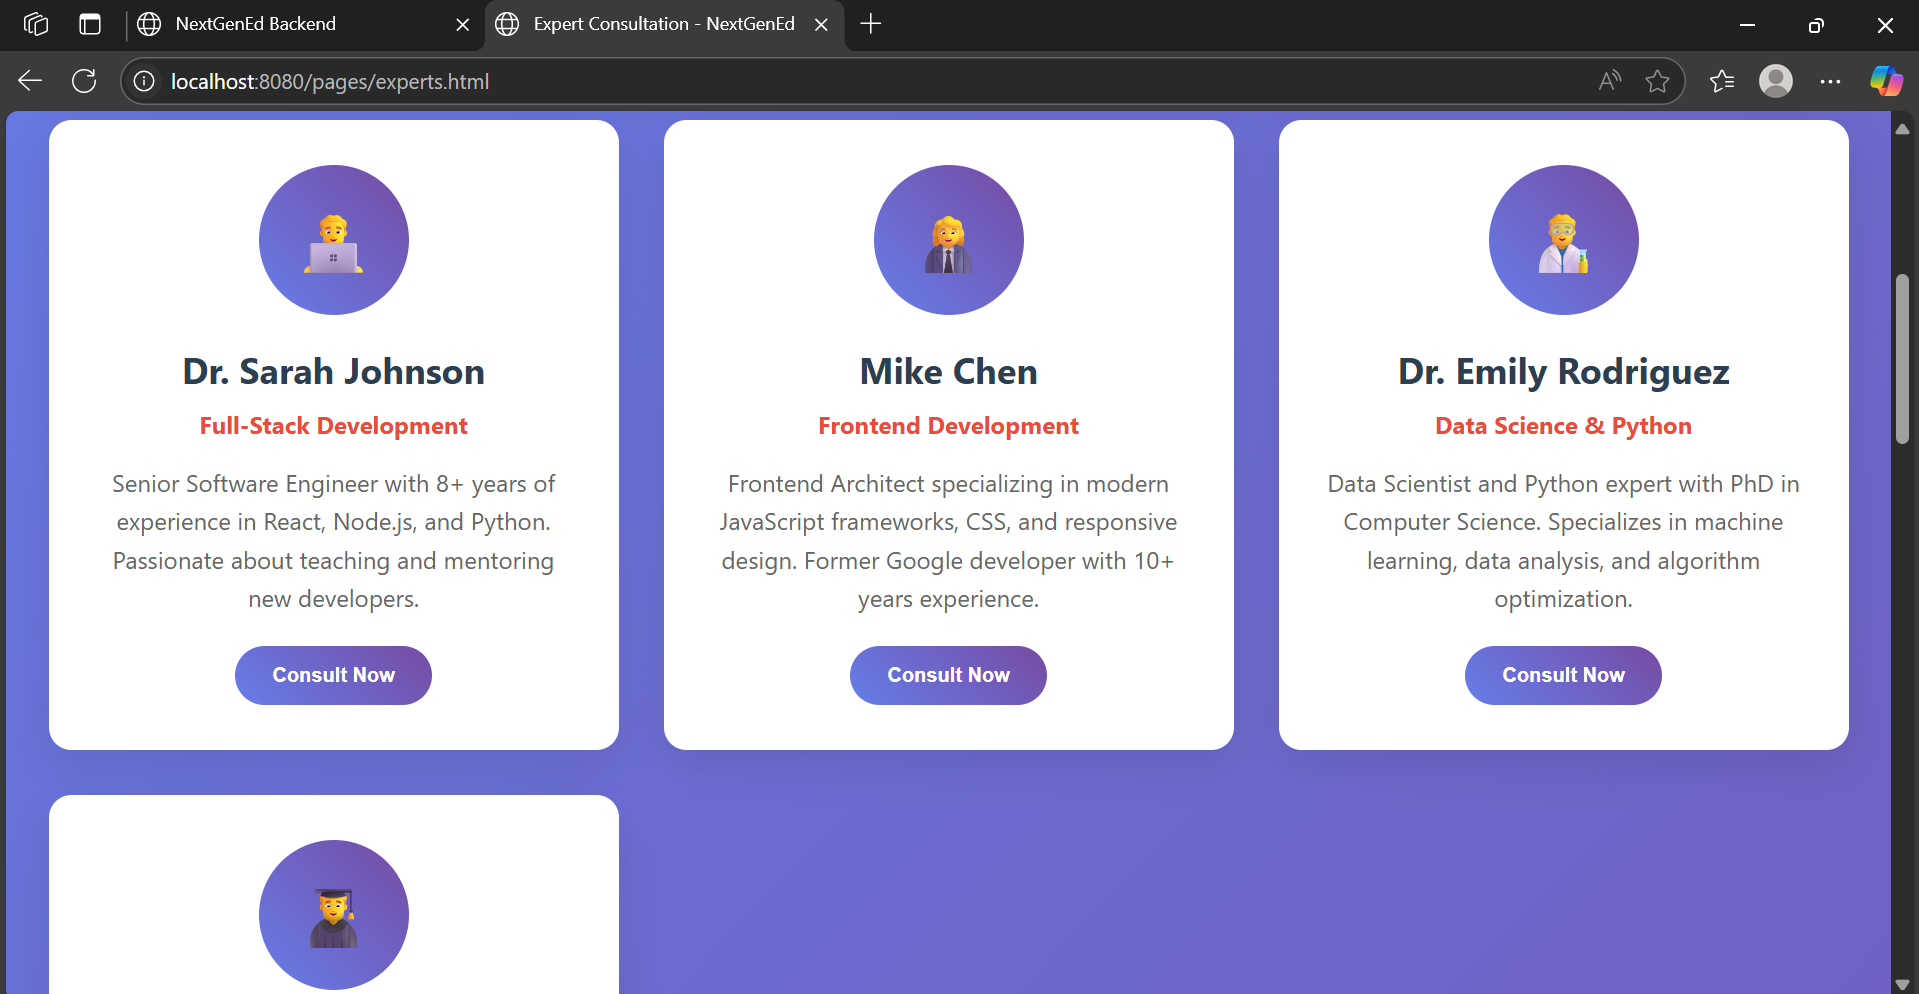 NextGenEd Backend
Expert Consultation - NextGenEd
localhost:8080/pages/experts.html
Dr. Sarah Johnson
Full-Stack Development
Senior Software Engineer with 8+ years of
experience in React, Node.js, and Python.
Passionate about teaching and mentoring
new developers.
Consult Now
Mike Chen
Frontend Development
Frontend Architect specializing in modern
JavaScript frameworks, CSS, and responsive
design. Former Google developer with 10+
years experience.
Consult Now
Dr. Emily Rodriguez
Data Science & Python
Data Scientist and Python expert with PhD in
Computer Science. Specializes in machine
learning, data analysis, and algorithm
optimization.
Consult Now